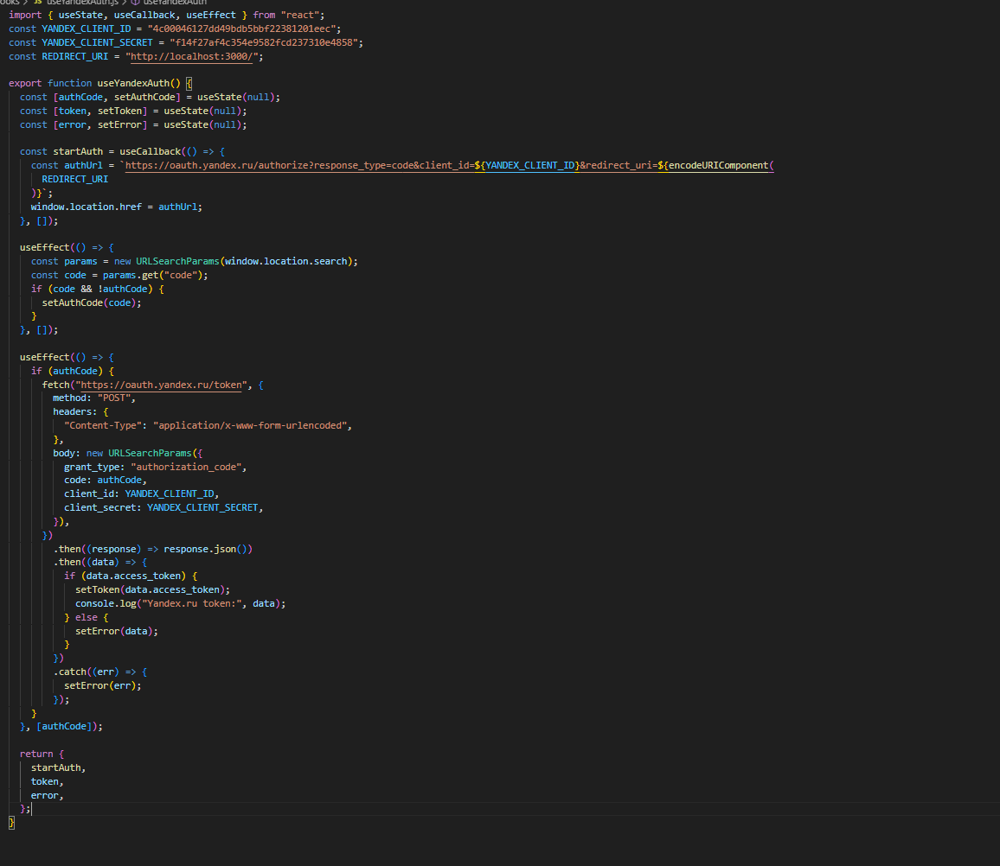 ooks > JS useYandexAuth.js > useYandexAuth
import { useState, useCallback, useEffect } from "react";
const YANDEX_CLIENT_ID = "4c00046127dd49bdb5bbf22381201eec";
const YANDEX_CLIENT_SECRET = "f14f27af4c354e9582fcd237310e4858";
const REDIRECT_URI = "http://localhost:3000/";

export function useYandexAuth() {
  const [authCode, setAuthCode] = useState(null);
  const [token, setToken] = useState(null);
  const [error, setError] = useState(null);

  const startAuth = useCallback(() => {
    const authUrl = `https://oauth.yandex.ru/authorize?response_type=code&client_id=${YANDEX_CLIENT_ID}&redirect_uri=${encodeURIComponent(
      REDIRECT_URI
    )}`;
    window.location.href = authUrl;
  }, []);

  useEffect(() => {
    const params = new URLSearchParams(window.location.search);
    const code = params.get("code");
    if (code && !authCode) {
      setAuthCode(code);
    }
  }, []);

  useEffect(() => {
    if (authCode) {
      fetch("https://oauth.yandex.ru/token", {
        method: "POST",
        headers: {
          "Content-Type": "application/x-www-form-urlencoded",
        },
        body: new URLSearchParams({
          grant_type: "authorization_code",
          code: authCode,
          client_id: YANDEX_CLIENT_ID,
          client_secret: YANDEX_CLIENT_SECRET,
        }),
      })
        .then((response) => response.json())
        .then((data) => {
          if (data.access_token) {
            setToken(data.access_token);
            console.log("Yandex.ru token:", data);
          } else {
            setError(data);
          }
        })
        .catch((err) => {
          setError(err);
        });
    }
  }, [authCode]);

  return {
    startAuth,
    token,
    error,
  };
}